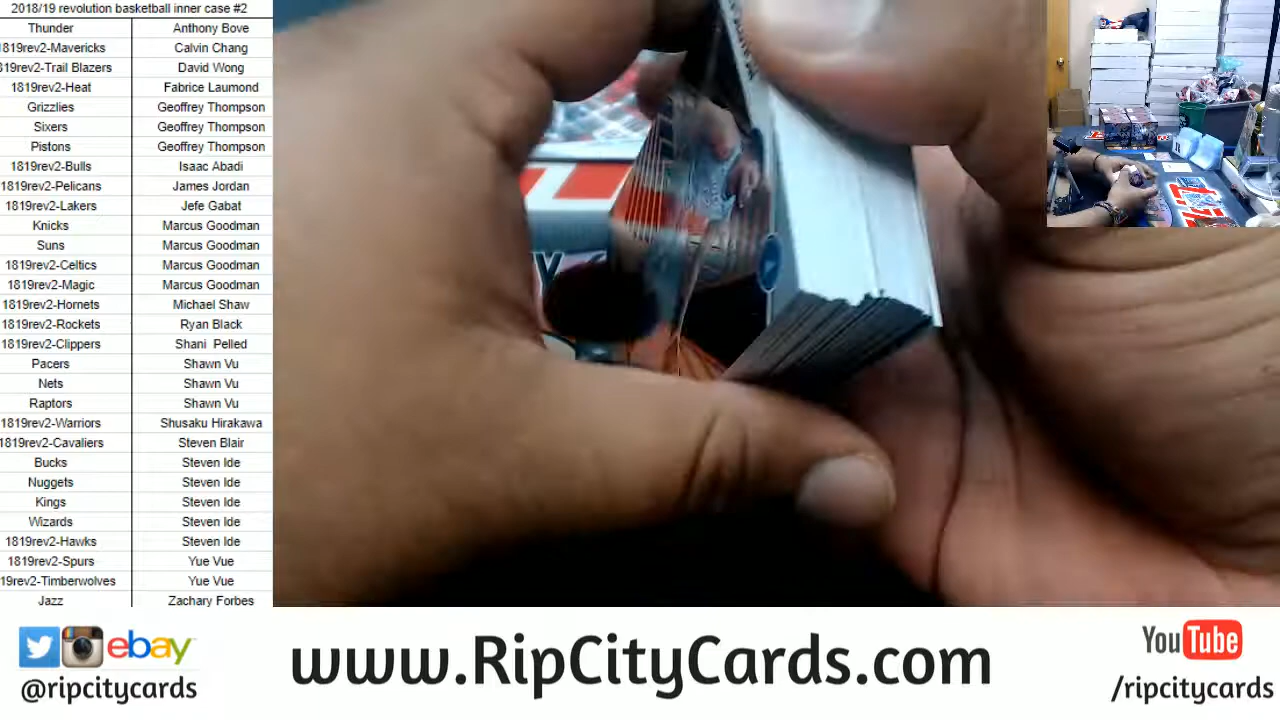 2018/19 revolution basketball inner case #2
Thunder Anthony Bove
1819rev2-Mavericks Calvin Chang
19rev2-Trail Blazers David Wong
1819rev2-Heat Fabrice Laumond
Grizzlies Geoffrey Thompson
Sixers Geoffrey Thompson
Pistons Geoffrey Thompson
1819rev2-Bulls Isaac Abadi
1819rev2-Pelicans James Jordan
1819rev2-Lakers Jefe Gabat
Knicks Marcus Goodman
Suns Marcus Goodman
1819rev2-Celtics Marcus Goodman
1819rev2-Magic Marcus Goodman
1819rev2-Hornets Michael Shaw
1819rev2-Rockets Ryan Black
1819rev2-Clippers Shani Pelled
Pacers Shawn Vu
Nets Shawn Vu
Raptors Shawn Vu
1819rev2-Warriors Shusaku Hirakawa
1819rev2-Cavaliers Steven Blair
Bucks Steven Ide
Nuggets Steven Ide
Kings Steven Ide
Wizards Steven Ide
1819rev2-Hawks Steven Ide
1819rev2-Spurs Yue Vue
19rev2-Timberwolves Yue Vue
Jazz Zachary Forbes
ebay
@ripcitycards
www.RipCityCards.com
YouTube
/ripcitycards